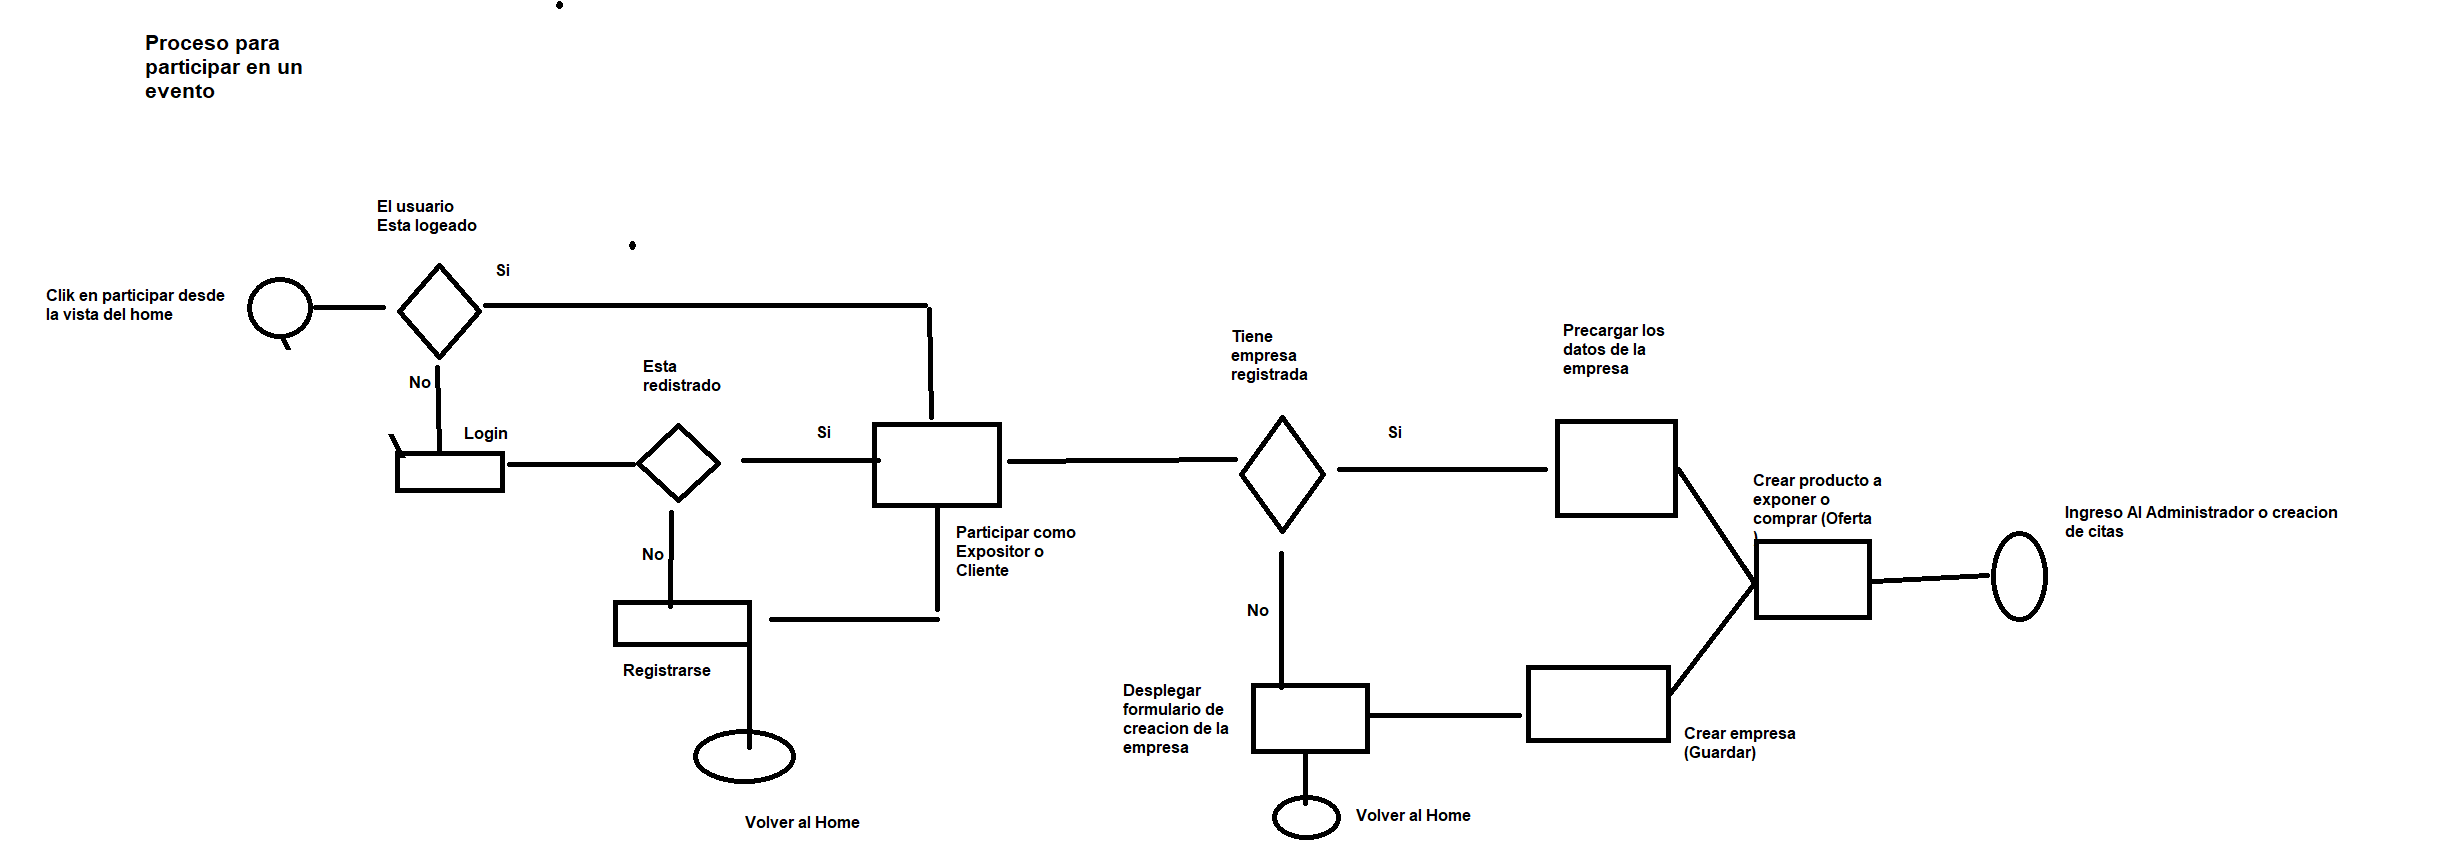 Proceso para
participar en un
evento
El usuario
Esta logeado
Si
Clik en participar desde
la vista del home
No
Login
Esta
redistrado
Si
No
Registrarse
Volver al Home
Participar como
Expositor o
Cliente
Tiene
empresa
registrada
Si
No
Precargar los
datos de la
empresa
Desplegar
formulario de
creacion de la
empresa
Volver al Home
Crear empresa
(Guardar)
Crear producto a
exponer o
comprar (Oferta
)
Ingreso Al Administrador o creacion
de citas